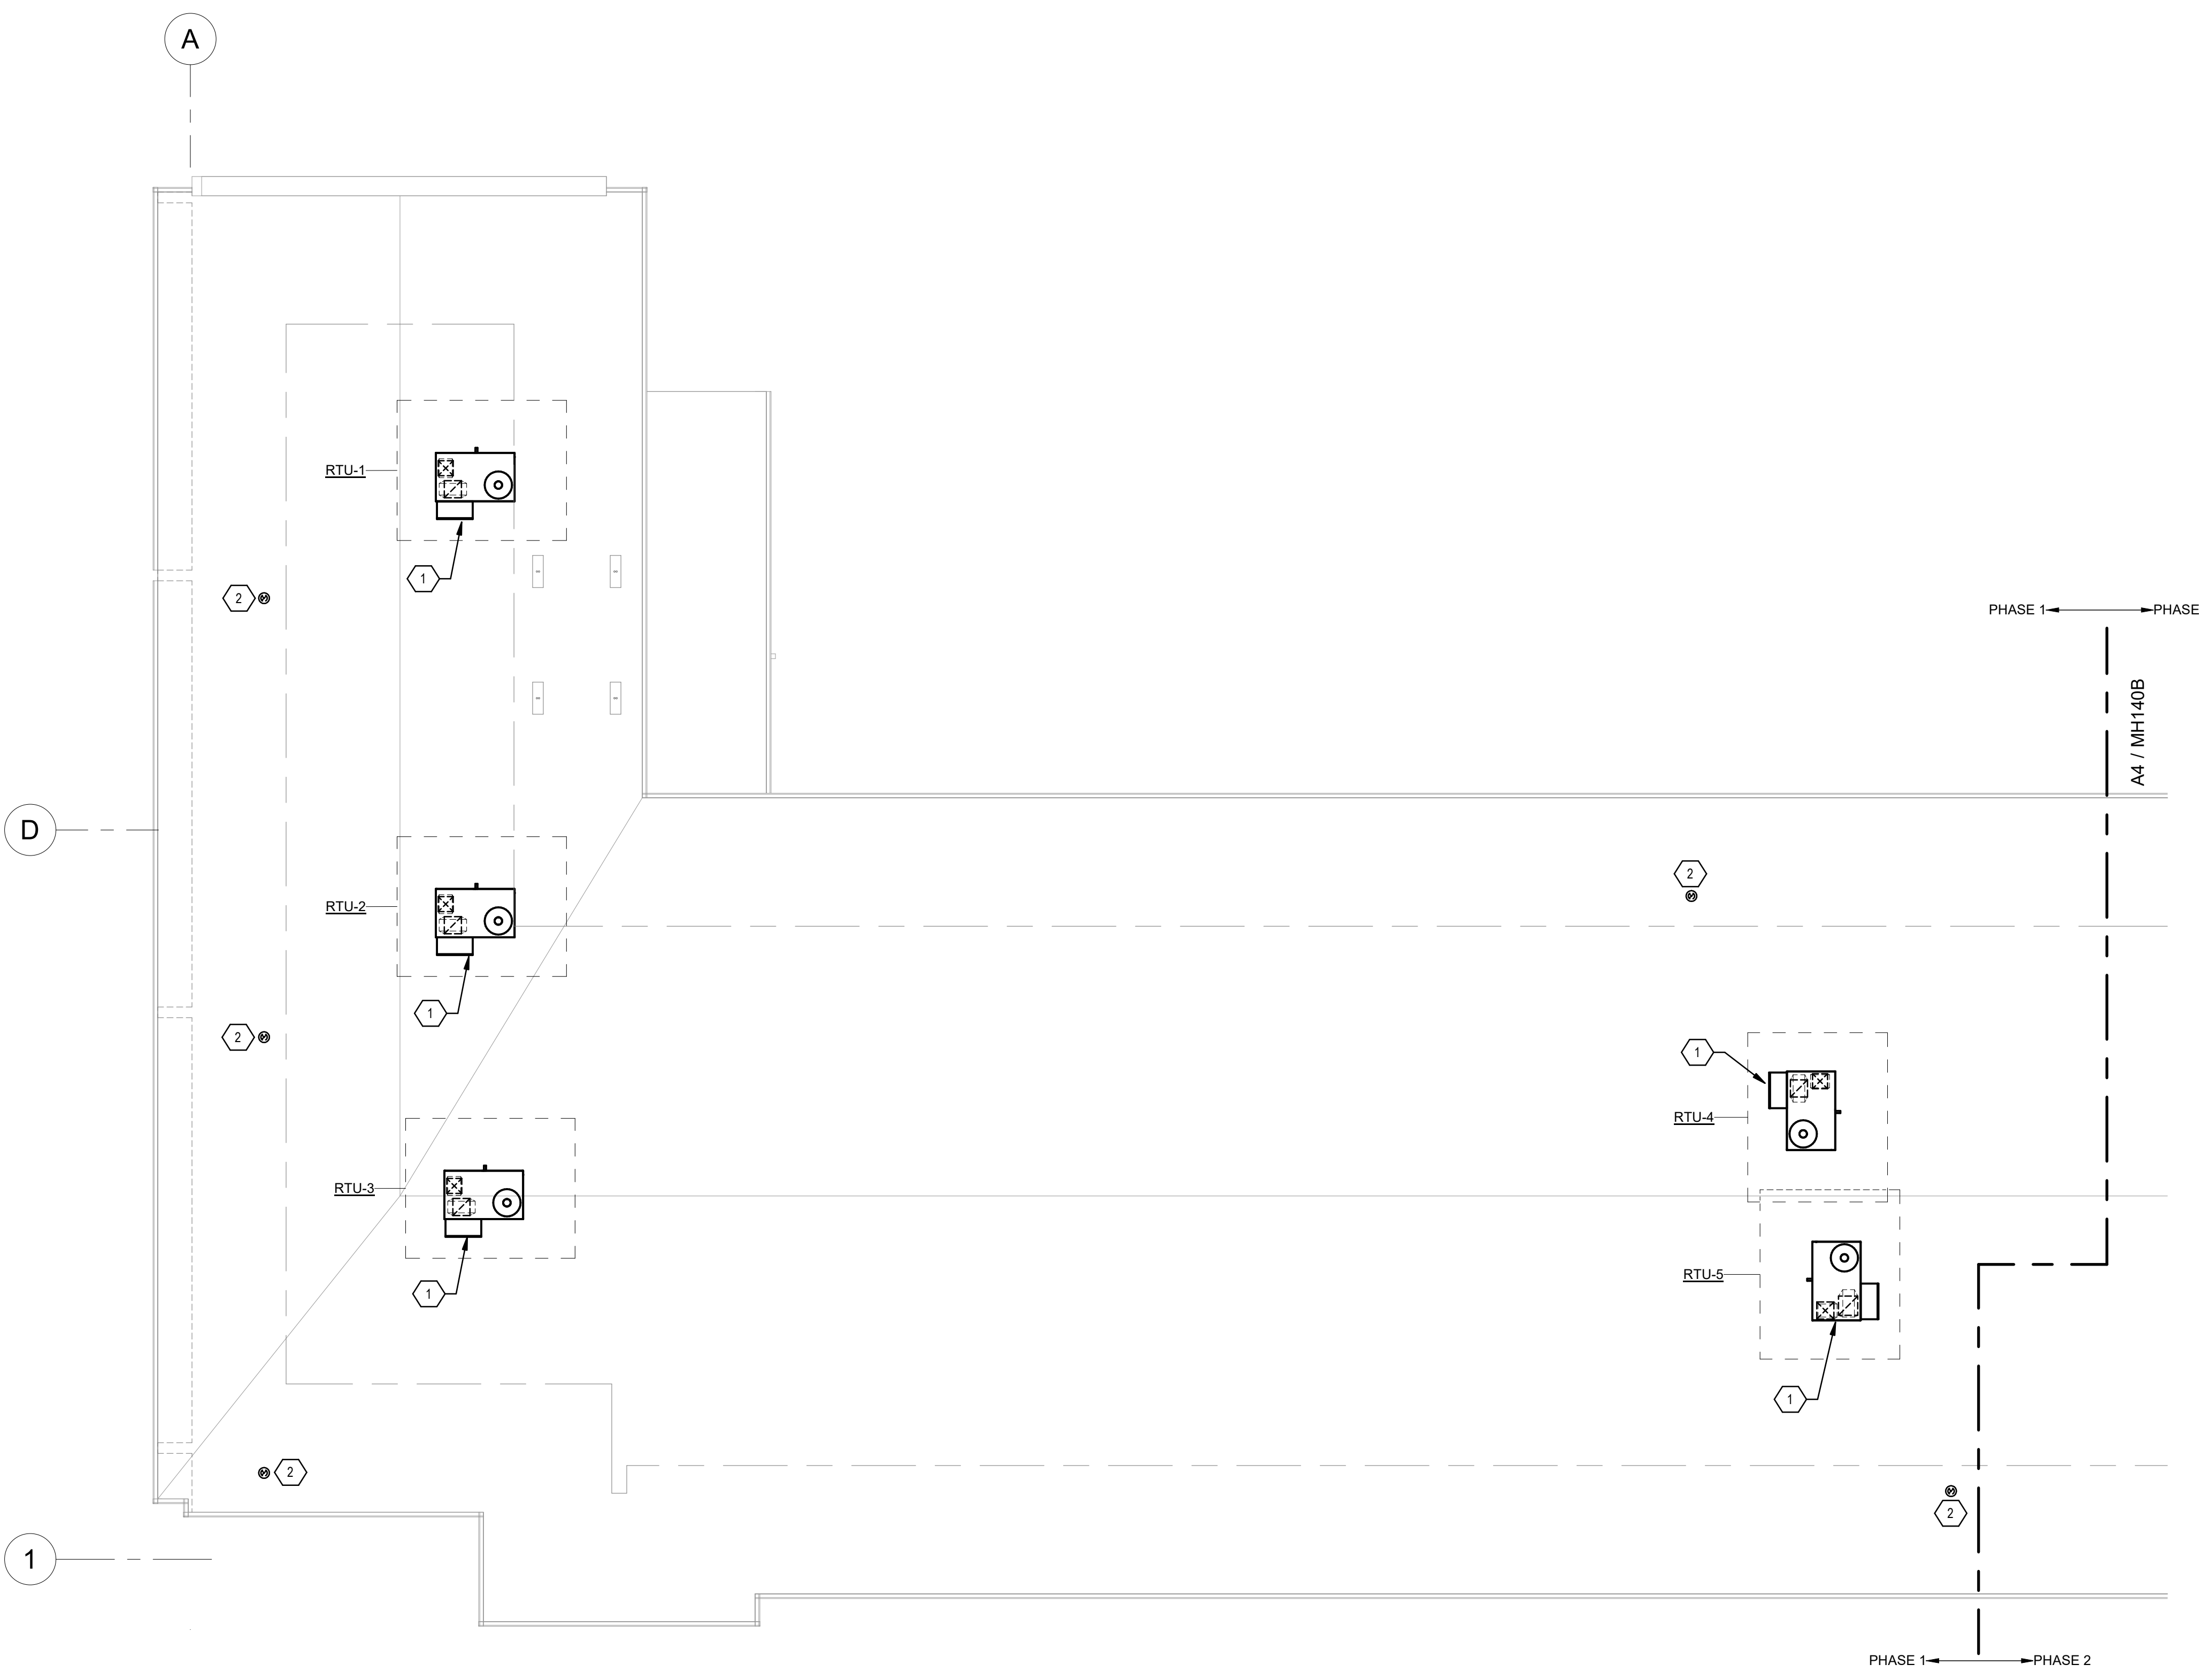 A
RTU-1
1
2
PHASE 1
PHASE
A4 / MH140B
D
2
RTU-2
1
2
1
RTU-4
RTU-3
RTU-5
1
1
2
2
1
PHASE 1
PHASE 2